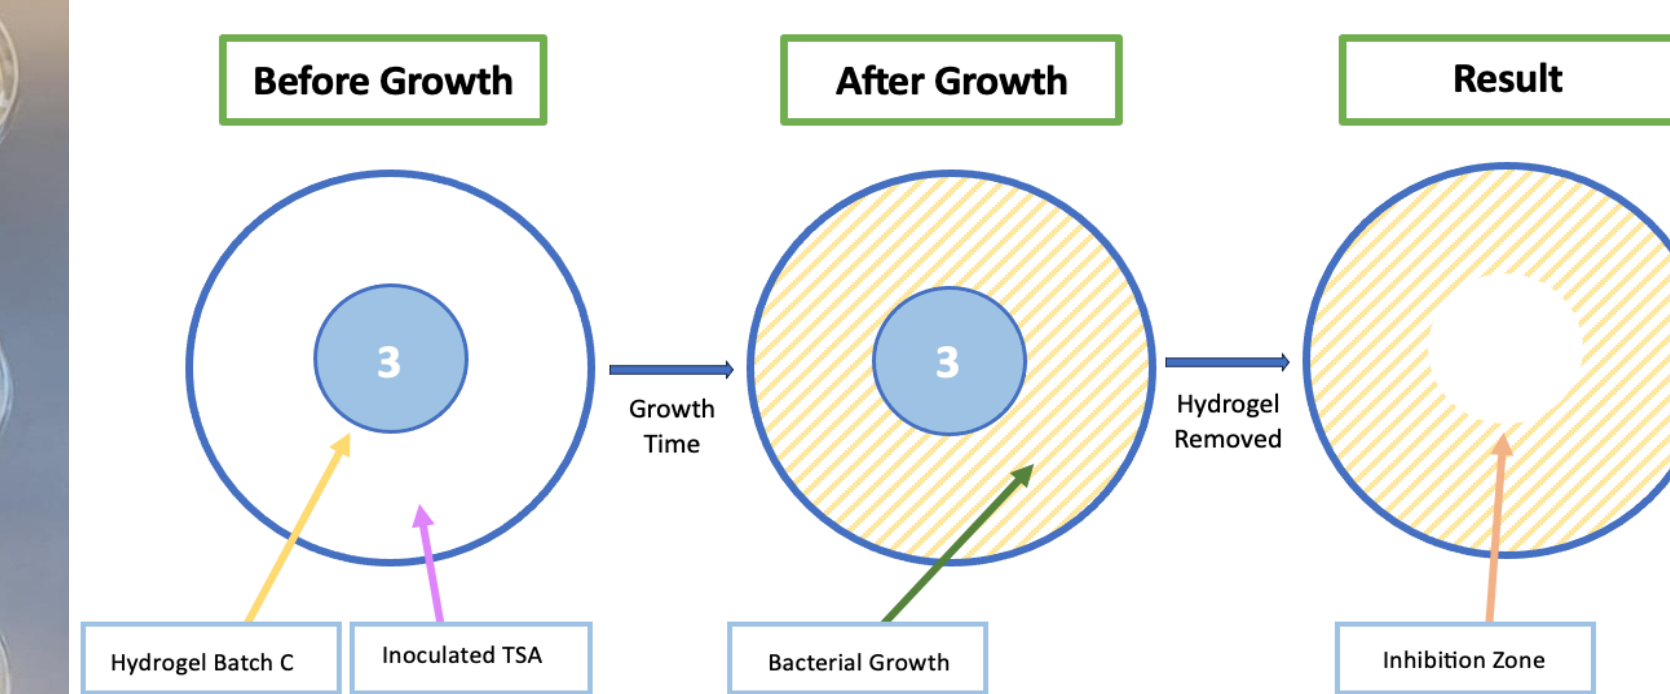 Before Growth
After Growth
Result
3
3
Growth
Time
Hydrogel
Removed
Hydrogel Batch C
Inoculated TSA
Bacterial Growth
Inhibition Zone